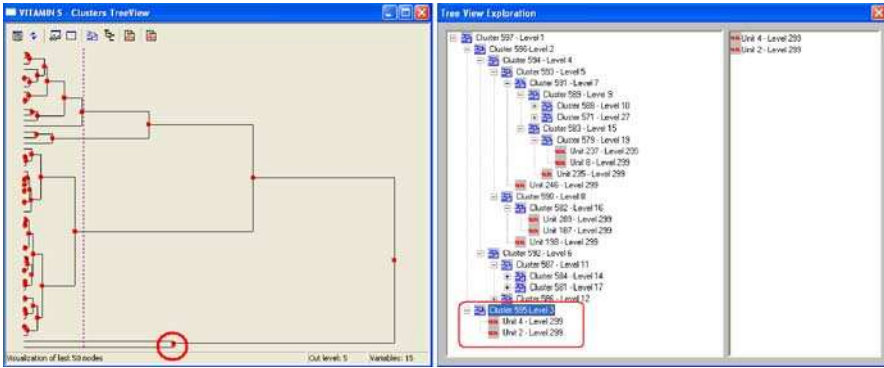 VITAMIN S - Clusters TreeView
Visualization of last 50 nodes
Cut level: 5
Variables: 15
Tree View Exploration
Cluster 597 - Level 1
Cluster 596-Level 2
Cluster 594 - Level 4
Cluster 593 - Level 5
Cluster 591 - Level 7
Cluster 589 - Level 9
Cluster 588 - Level 10
Cluster 571 - Level 27
Cluster 583 - Level 15
Cluster 579 - Level 19
Unit 237 - Level 299
Unit 8 - Level 299
Unit 235 - Level 299
Unit 246 - Level 299
Cluster 590 - Level 8
Cluster 582 - Level 16
Unit 289 - Level 299
Unit 187 - Level 299
Unit 198 - Level 299
Cluster 592 - Level 6
Cluster 587 - Level 11
Cluster 584 - Level 14
Cluster 581 - Level 17
Cluster 586 - Level 12
Cluster 595-Level 3
Unit 4 - Level 299
Unit 2 - Level 299
Unit 4 - Level 299
Unit 2 - Level 299